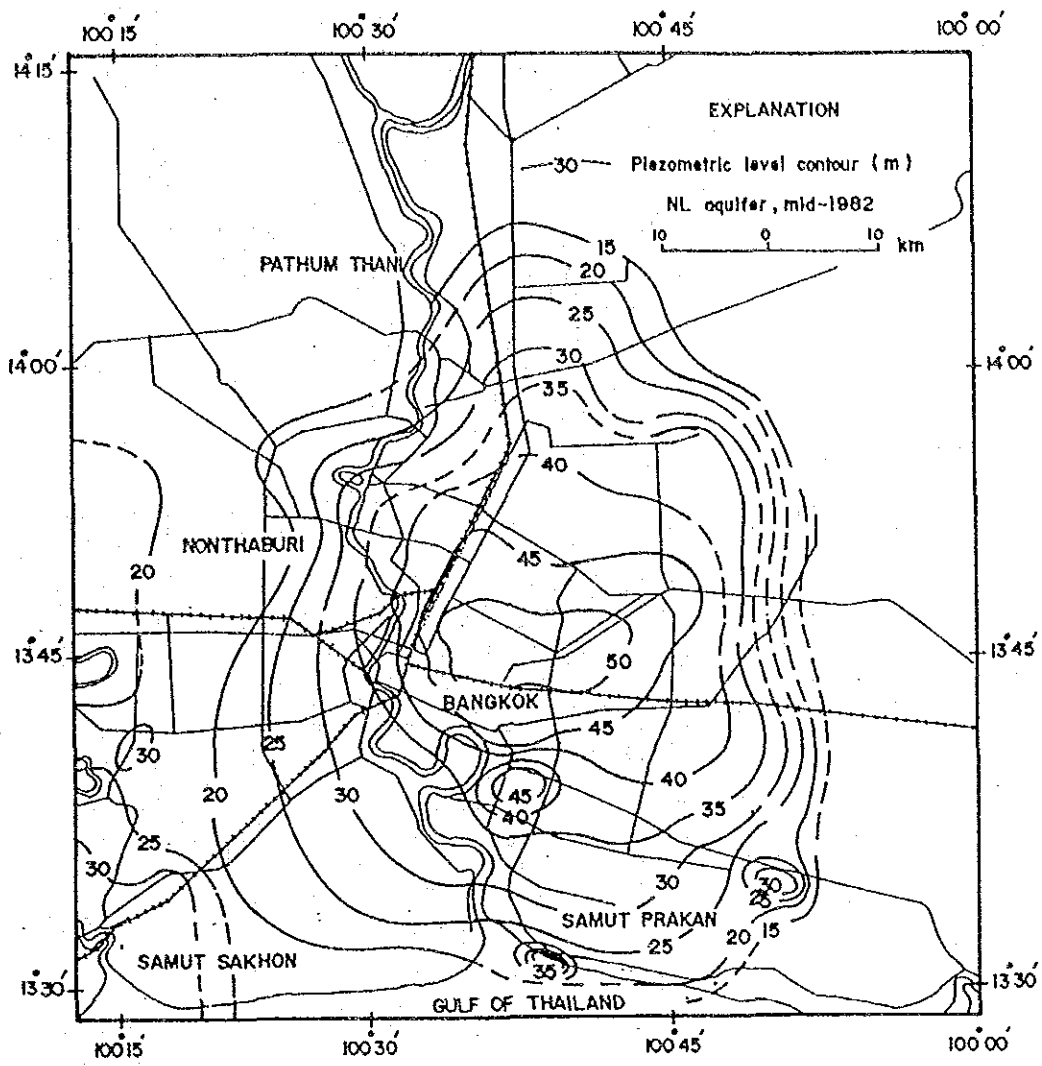 100°15′ 100°30′ 100°45′ 100°00′
14°15′
EXPLANATION
30 Piezometric level contour (m)
NL aquifer, mid-1982
10 0 10 km
15
PATHUM THANI
20
25
14°00′ 14°00′
30
35
40
NONTHABURI
45
20
13°45′ 13°45′
50
BANGKOK
30 25 45
20 30 40
45
40 35
25
30 30 30
25
SAMUT PRAKAN
20 15
25
SAMUT SAKHON
35
13°30′ 13°30′
GULF OF THAILAND
100°15′ 100°30′ 100°45′ 100°00′